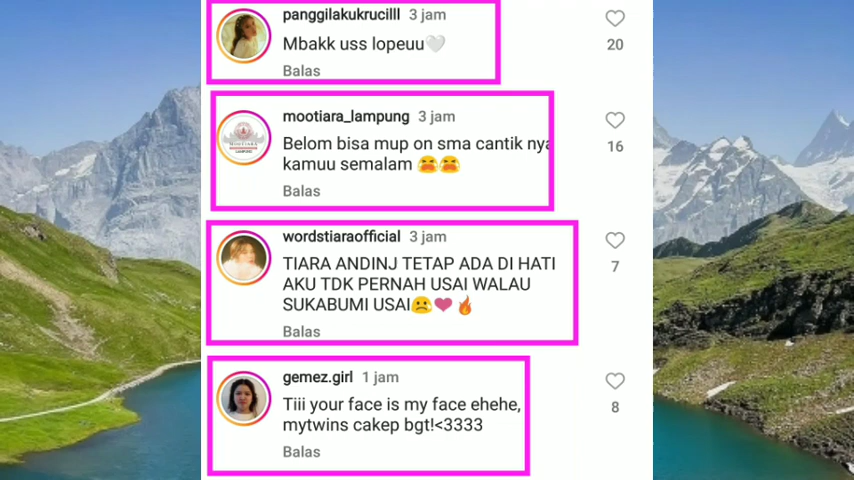 panggilakukrucilll 3 jam
Mbakk uss lopeuu🤍
20
Balas
mootiara_lampung 3 jam
Belom bisa mup on sma cantik nya
16
kamuu semalam 😫😫
Balas
wordstiaraofficial 3 jam
TIARA ANDINJ TETAP ADA DI HATI
7
AKU TDK PERNAH USAI WALAU
SUKABUMI USAI😢❤🔥
Balas
gemez.girl 1 jam
Tiii your face is my face ehehe,
8
mytwins cakep bgt!<3333
Balas